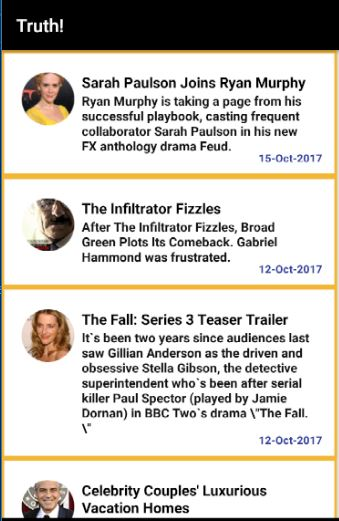 Truth!
Sarah Paulson Joins Ryan Murphy
Ryan Murphy is taking a page from his
successful playbook, casting frequent
collaborator Sarah Paulson in his new
FX anthology drama Feud.
15-Oct-2017
The Infiltrator Fizzles
After The Infiltrator Fizzles, Broad
Green Plots Its Comeback. Gabriel
Hammond was frustrated.
12-Oct-2017
The Fall: Series 3 Teaser Trailer
It`s been two years since audiences last
saw Gillian Anderson as the driven and
obsessive Stella Gibson, the detective
superintendent who`s been after serial
killer Paul Spector (played by Jamie
Dornan) in BBC Two`s drama \"The Fall.
\"
12-Oct-2017
Celebrity Couples' Luxurious
Vacation Homes